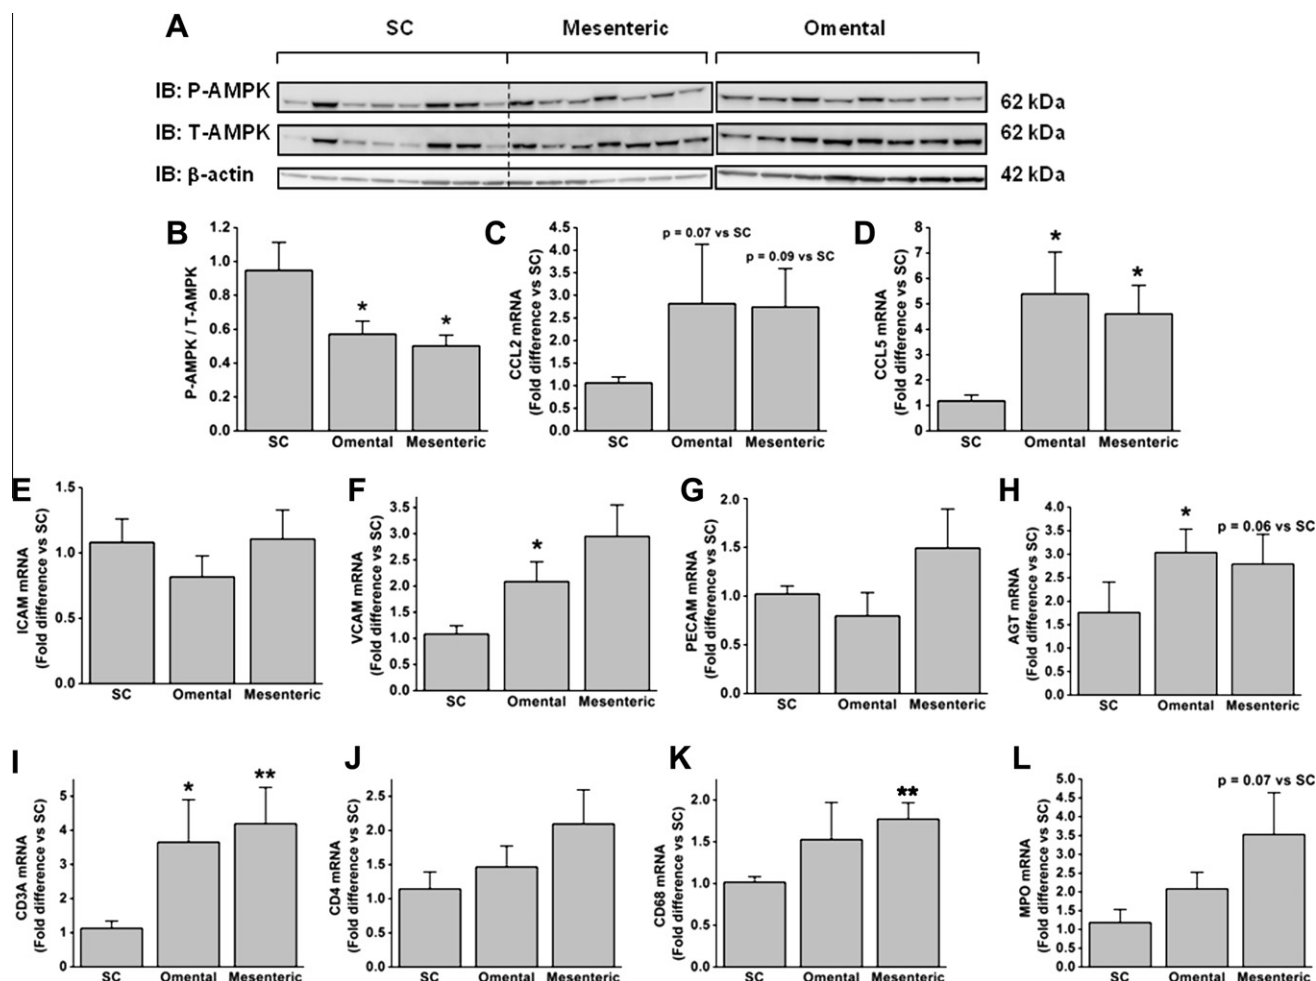 A
SC Mesenteric Omental
IB: P-AMPK 62 kDa
IB: T-AMPK 62 kDa
IB: β-actin 42 kDa
B
P-AMPK / T-AMPK
1.2
1.0
0.8
0.6
0.4
0.2
0.0
* *
SC Omental Mesenteric
C
CCL2 mRNA
(Fold difference vs SC)
4.5
4.0
3.5
3.0
2.5
2.0
1.5
1.0
0.5
0.0
p = 0.07 vs SC
p = 0.09 vs SC
SC Omental Mesenteric
D
CCL5 mRNA
(Fold difference vs SC)
8
7
6
5
4
3
2
1
0
* *
SC Omental Mesenteric
E
ICAM mRNA
(Fold difference vs SC)
1.5
1.0
0.5
0.0
SC Omental Mesenteric
F
VCAM mRNA
(Fold difference vs SC)
3.5
3.0
2.5
2.0
1.5
1.0
0.5
0.0
*
SC Omental Mesenteric
G
PECAM mRNA
(Fold difference vs SC)
2.0
1.5
1.0
0.5
0.0
SC Omental Mesenteric
H
AGT mRNA
(Fold difference vs SC)
4.0
3.5
3.0
2.5
2.0
1.5
1.0
0.5
0.0
*
p = 0.06 vs SC
SC Omental Mesenteric
I
CD3A mRNA
(Fold difference vs SC)
5
4
3
2
1
0
* **
SC Omental Mesenteric
J
CD4 mRNA
(Fold difference vs SC)
2.5
2.0
1.5
1.0
0.5
0.0
SC Omental Mesenteric
K
CD68 mRNA
(Fold difference vs SC)
2.0
1.5
1.0
0.5
0.0
**
SC Omental Mesenteric
L
MPO mRNA
(Fold difference vs SC)
5.0
4.5
4.0
3.5
3.0
2.5
2.0
1.5
1.0
0.5
0.0
p = 0.07 vs SC
SC Omental Mesenteric